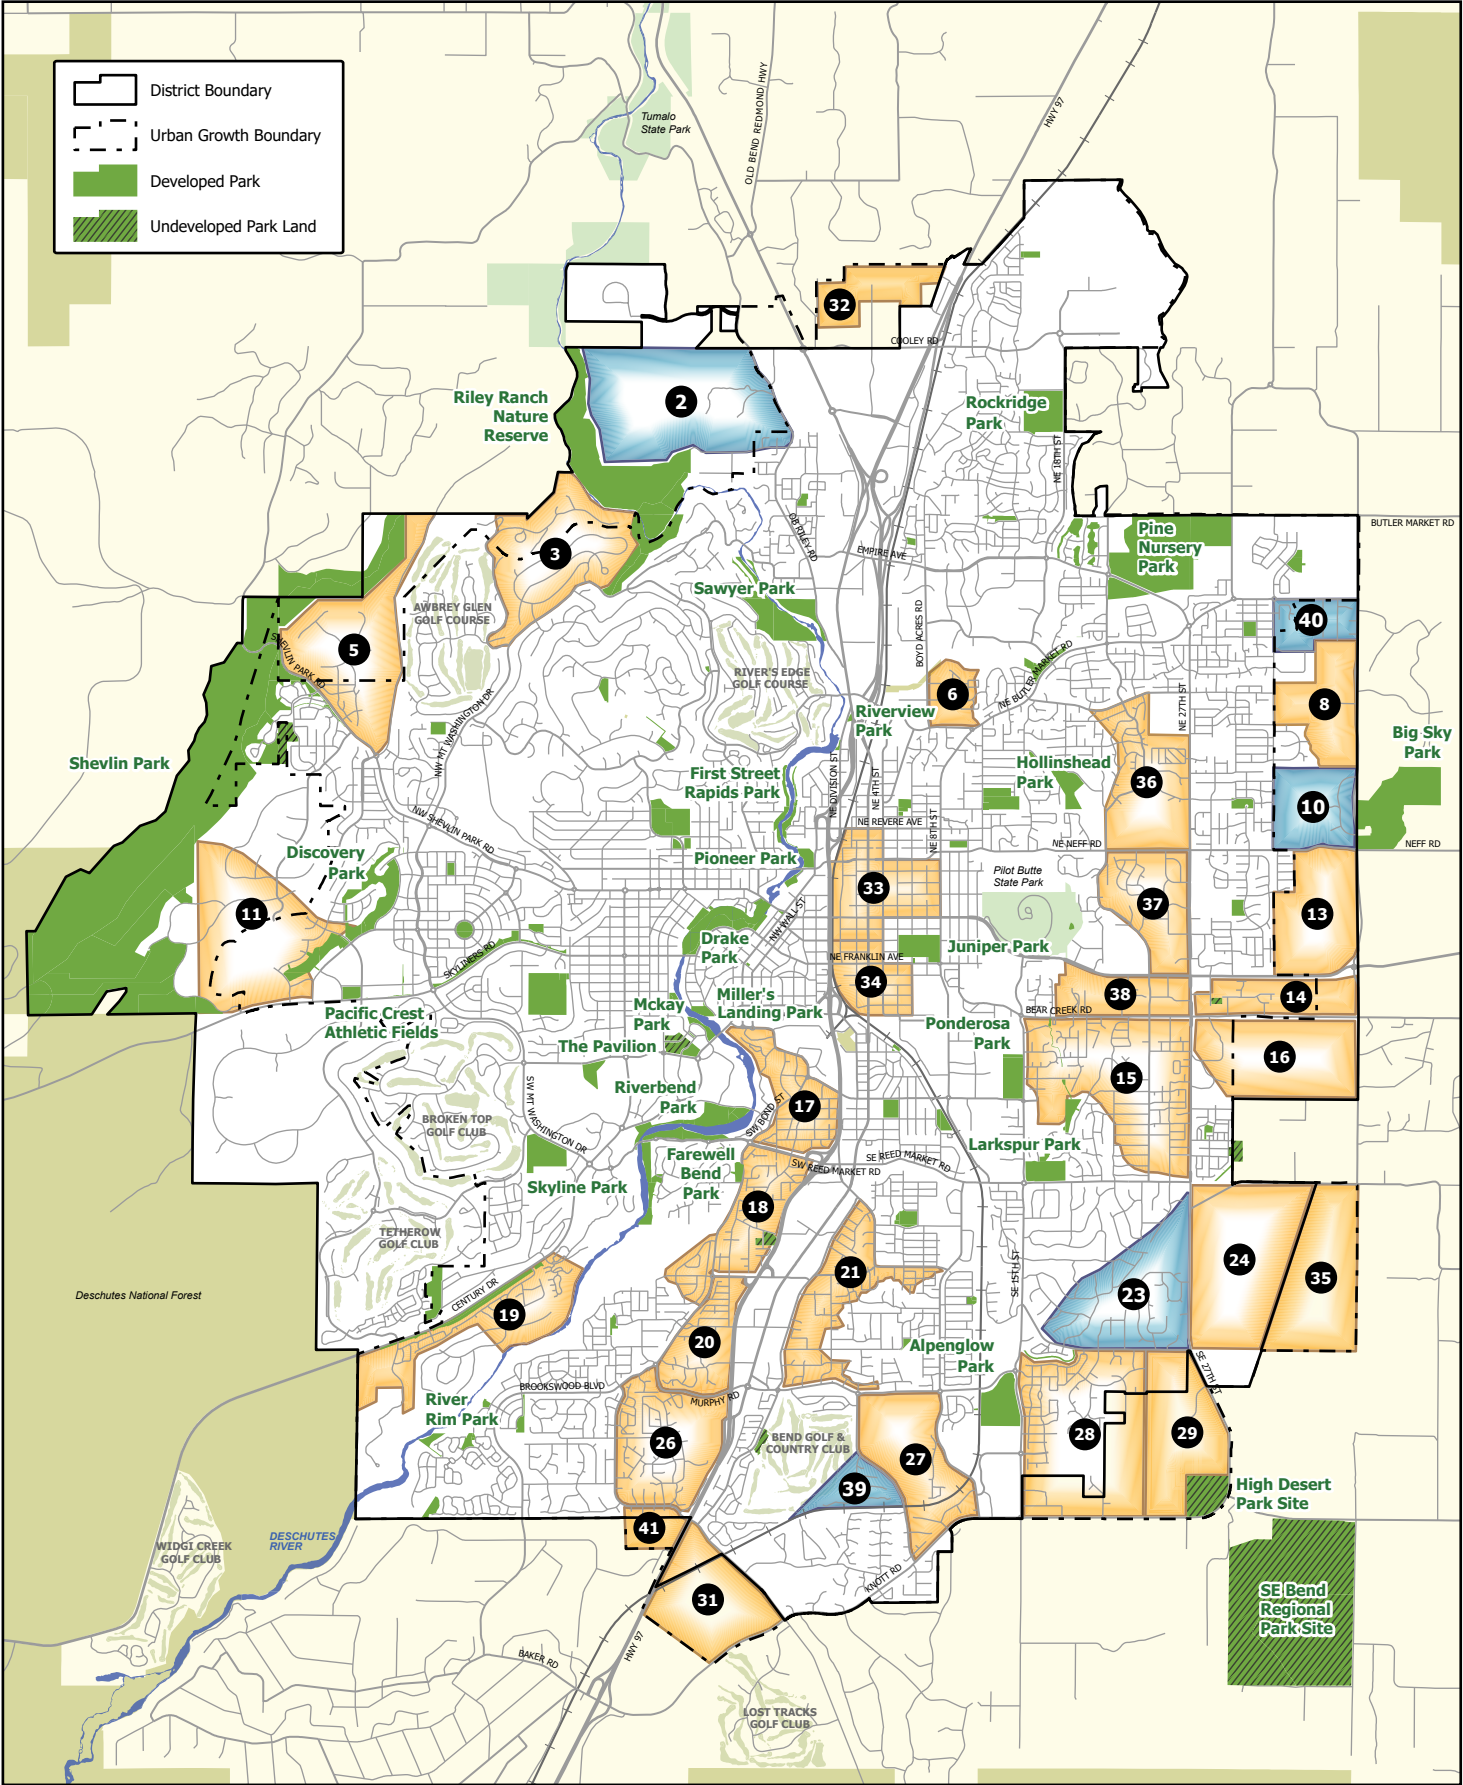 District Boundary
Urban Growth Boundary
Developed Park
Undeveloped Park Land
Tumalo
State Park
OLD BEND REDMOND HWY
HWY 97
32
COOLEY RD
2
Riley Ranch
Nature
Reserve
Rockridge
Park
NE 18TH ST
OB RILEY RD
EMPIRE AVE
BUTLER MARKET RD
Pine
Nursery
Park
3
Sawyer Park
AWBREY GLEN
GOLF COURSE
BOYD ACRES RD
40
5
SHEVLIN PARK RD
NE BUTLER MARKET RD
RIVER'S EDGE
GOLF COURSE
6
NE 27TH ST
8
NW MT WASHINGTON DR
Riverview
Park
Big Sky
Park
Shevlin Park
Hollinshead
Park
First Street
Rapids Park
NE DIVISION ST
NE 4TH ST
36
10
NW SHEVLIN PARK RD
NE REVERE AVE
NE 8TH ST
NE NEFF RD
NEFF RD
Discovery
Park
Pioneer Park
Pilot Butte
State Park
33
37
11
13
NW WALL ST
Drake
Park
Juniper Park
SKYLINERS RD
NE FRANKLIN AVE
34
38
14
Mckay
Park
Miller's
Landing Park
BEAR CREEK RD
Pacific Crest
Athletic Fields
Ponderosa
Park
The Pavilion
16
15
SW MT WASHINGTON DR
Riverbend
Park
17
SW BOND ST
BROKEN TOP
GOLF CLUB
Larkspur Park
SE REED MARKET RD
SW REED MARKET RD
Farewell
Bend
Park
Skyline Park
18
TETHEROW
GOLF CLUB
24
SE 15TH ST
21
35
23
Deschutes National Forest
CENTURY DR
19
20
Alpenglow
Park
SE 27TH ST
BROOKSWOOD BLVD
MURPHY RD
River
Rim Park
BEND GOLF &
COUNTRY CLUB
26
28
29
27
39
High Desert
Park Site
41
DESCHUTES
RIVER
WIDGI CREEK
GOLF CLUB
KNOTT RD
31
SE Bend
Regional
Park Site
BAKER RD
HWY 97
LOST TRACKS
GOLF CLUB